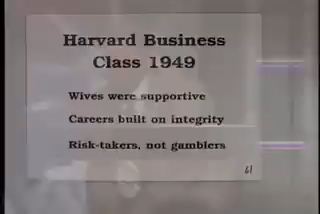 Harvard Business
Class 1949
Wives were supportive
Careers built on integrity
Risk-takers, not gamblers
61